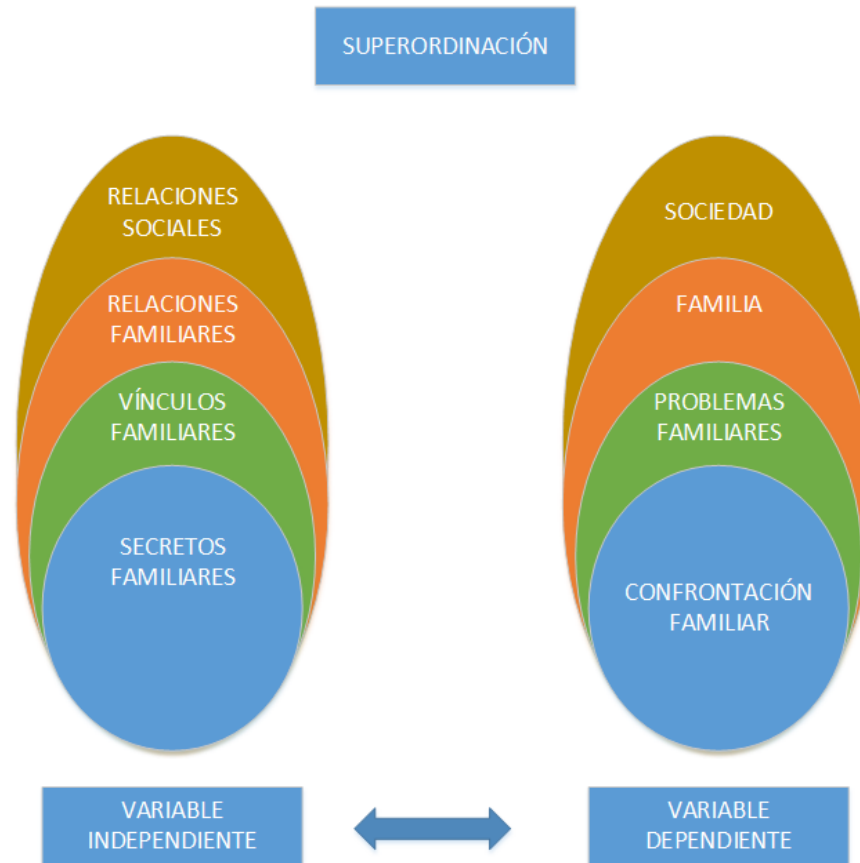 SUPERORDINACIÓN
RELACIONES
SOCIALES
RELACIONES
FAMILIARES
VÍNCULOS
FAMILIARES
SECRETOS
FAMILIARES
SOCIEDAD
FAMILIA
PROBLEMAS
FAMILIARES
CONFRONTACIÓN
FAMILIAR
VARIABLE
INDEPENDIENTE
VARIABLE
DEPENDIENTE